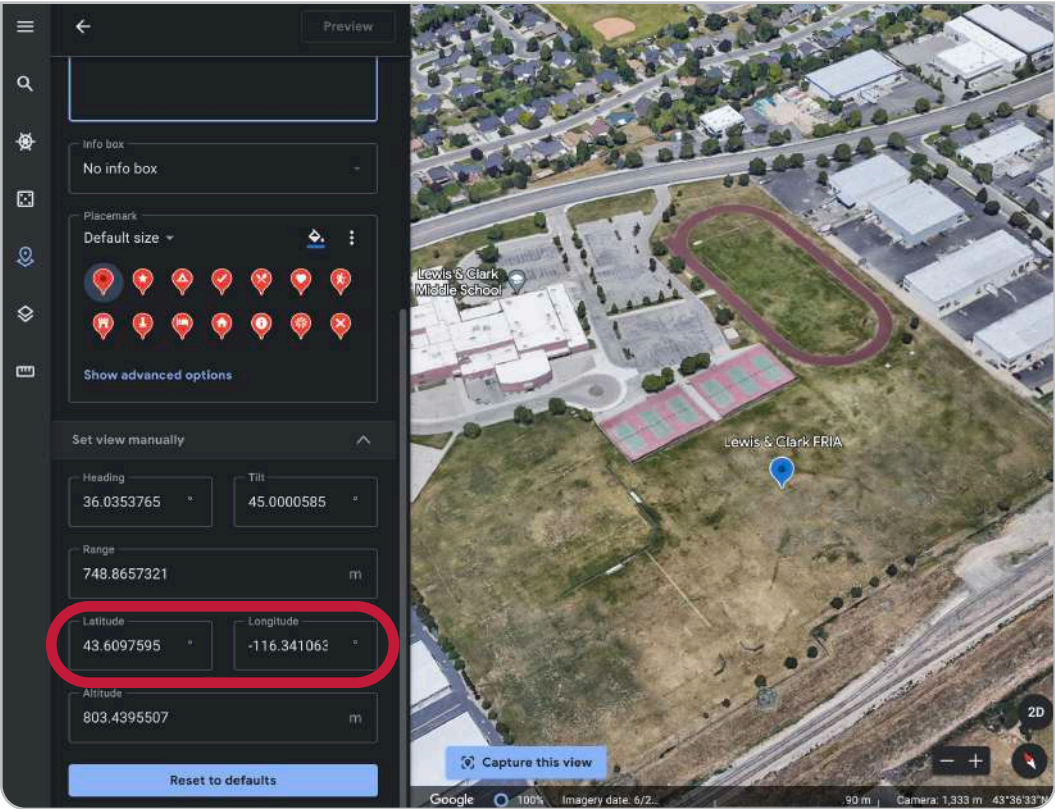 Preview
Info box
No info box
Placemark
Default size
Show advanced options
Set view manually
Heading
36.0353765 °
Tilt
45.0000585 °
Range
748.8657321 m
Latitude
43.6097595 °
Longitude
-116.341063 °
Altitude
803.4395507 m
Reset to defaults
Lewis & Clark
Middle School
Lewis & Clark FRIA
2D
Capture this view
Google 100% Imagery date: 6/2... 90 m Camera: 1,333 m 43°36'33"N